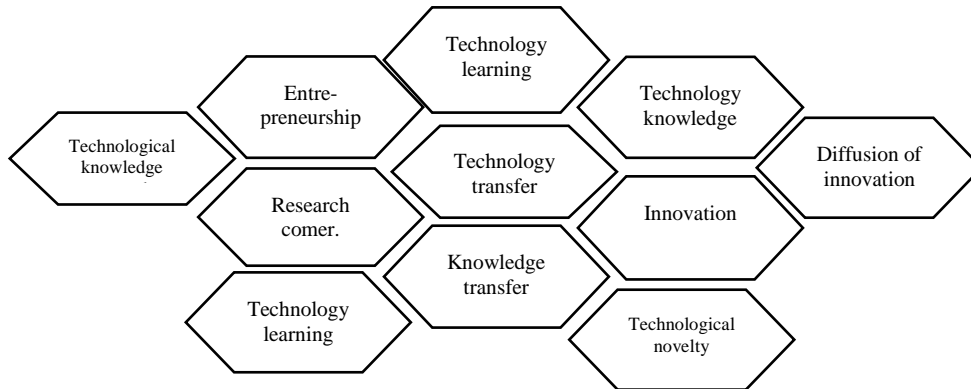 Technology
learning
Entre-
preneurship
Technology
knowledge
Technological
knowledge
Technology
transfer
Diffusion of
innovation
Research
comer.
Innovation
Knowledge
transfer
Technology
learning
Technological
novelty